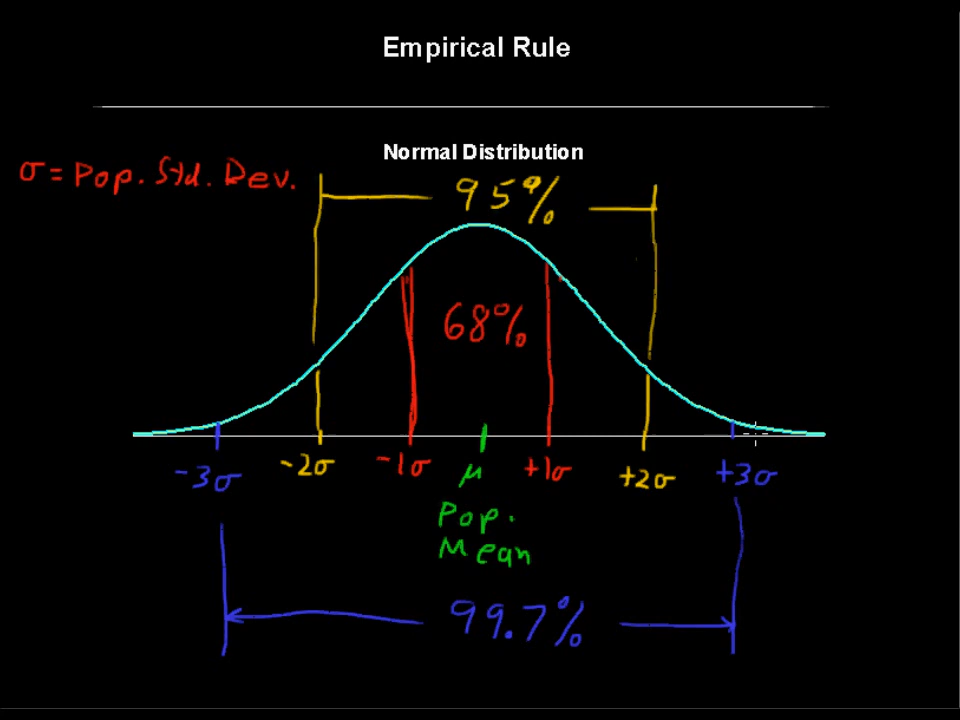 Empirical Rule
Normal Distribution
σ = Pop. Std. Dev.
95%
68%
-3σ -2σ -1σ μ +1σ +2σ +3σ
Pop.
Mean
99.7%